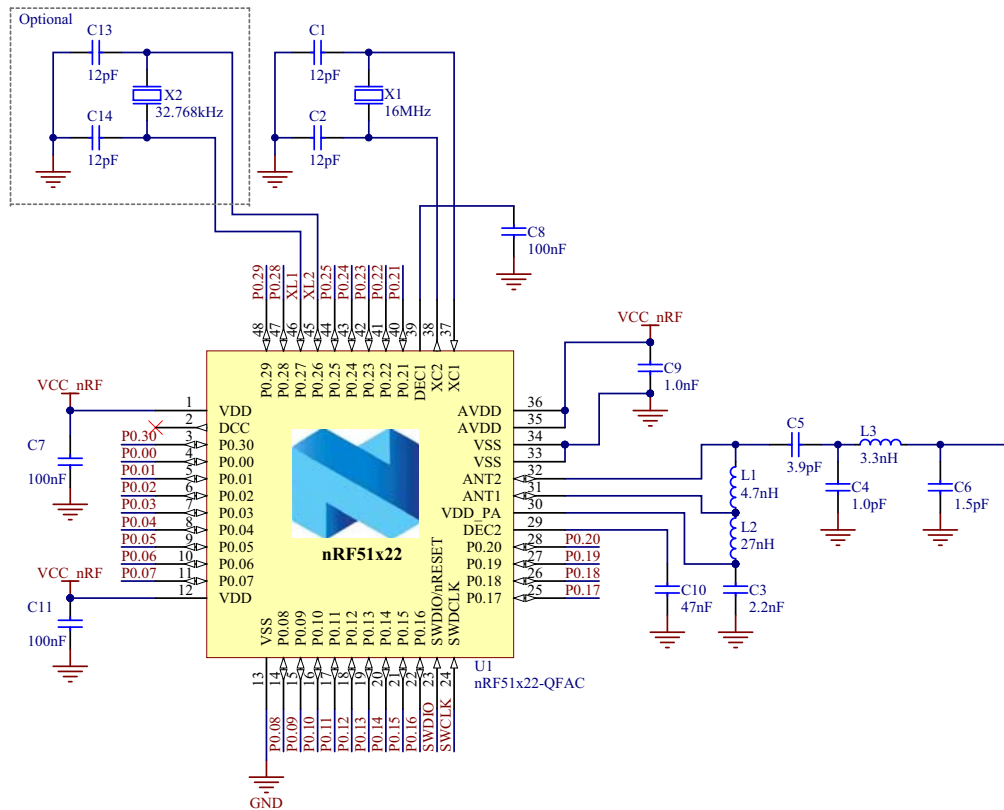 Optional
C13
12pF
X2
32.768kHz
C14
12pF
C1
12pF
X1
16MHz
C2
12pF
C8
100nF
P0.29
P0.28
XL1
XL2
P0.25
P0.24
P0.23
P0.22
P0.21
48
47
46
45
44
43
42
41
40
39
38
37
P0.29
P0.28
P0.27
P0.26
P0.25
P0.24
P0.23
P0.22
P0.21
DEC1
XC2
XC1
VCC_nRF
C9
1.0nF
VCC_nRF
C7
100nF
1 VDD
2 DCC
P0.30 3 P0.30
P0.00 4 P0.00
P0.01 5 P0.01
P0.02 6 P0.02
P0.03 7 P0.03
P0.04 8 P0.04
P0.05 9 P0.05
P0.06 10 P0.06
P0.07 11 P0.07
12 VDD
VCC_nRF
C11
100nF
nRF51x22
AVDD 36
AVDD 35
VSS 34
VSS 33
ANT2 32
ANT1 31
VDD_PA 30
DEC2 29
P0.20 28 P0.20
P0.19 27 P0.19
P0.18 26 P0.18
P0.17 25 P0.17
C5
3.9pF
L3
3.3nH
L1
4.7nH
C4
1.0pF
C6
1.5pF
L2
27nH
C10
47nF
C3
2.2nF
VSS
P0.08
P0.09
P0.10
P0.11
P0.12
P0.13
P0.14
P0.15
P0.16
SWDIO/nRESET
SWDCLK
13
14
15
16
17
18
19
20
21
22
23
24
U1
nRF51x22-QFAC
P0.08
P0.09
P0.10
P0.11
P0.12
P0.13
P0.14
P0.15
P0.16
SWDIO
SWCLK
GND